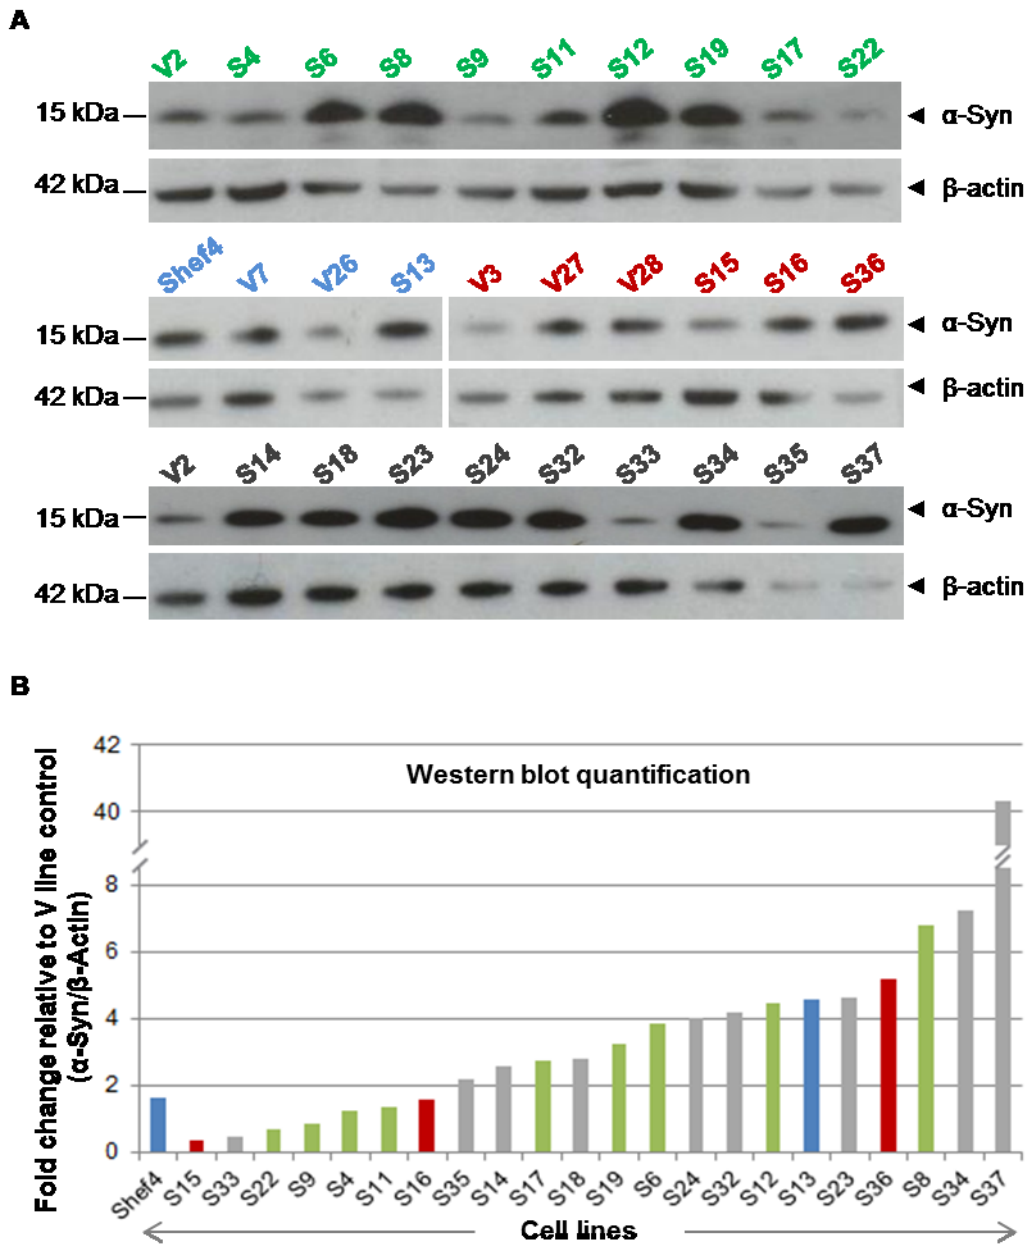 A
V2 S4 S6 S8 S9 S11 S12 S19 S17 S22
15 kDa
α-Syn
42 kDa
β-actin
Shef4 V7 V26 S13 V3 V27 V28 S15 S16 S36
15 kDa
α-Syn
42 kDa
β-actin
V2 S14 S18 S23 S24 S32 S33 S34 S35 S37
15 kDa
α-Syn
42 kDa
β-actin
B
Western blot quantification
Fold change relative to V line control
(α-Syn/β-Actin)
42
40
8
6
4
2
0
Shef4 S15 S33 S22 S9 S4 S11 S16 S35 S14 S17 S18 S19 S6 S24 S32 S12 S13 S23 S36 S8 S34 S37
Cell lines